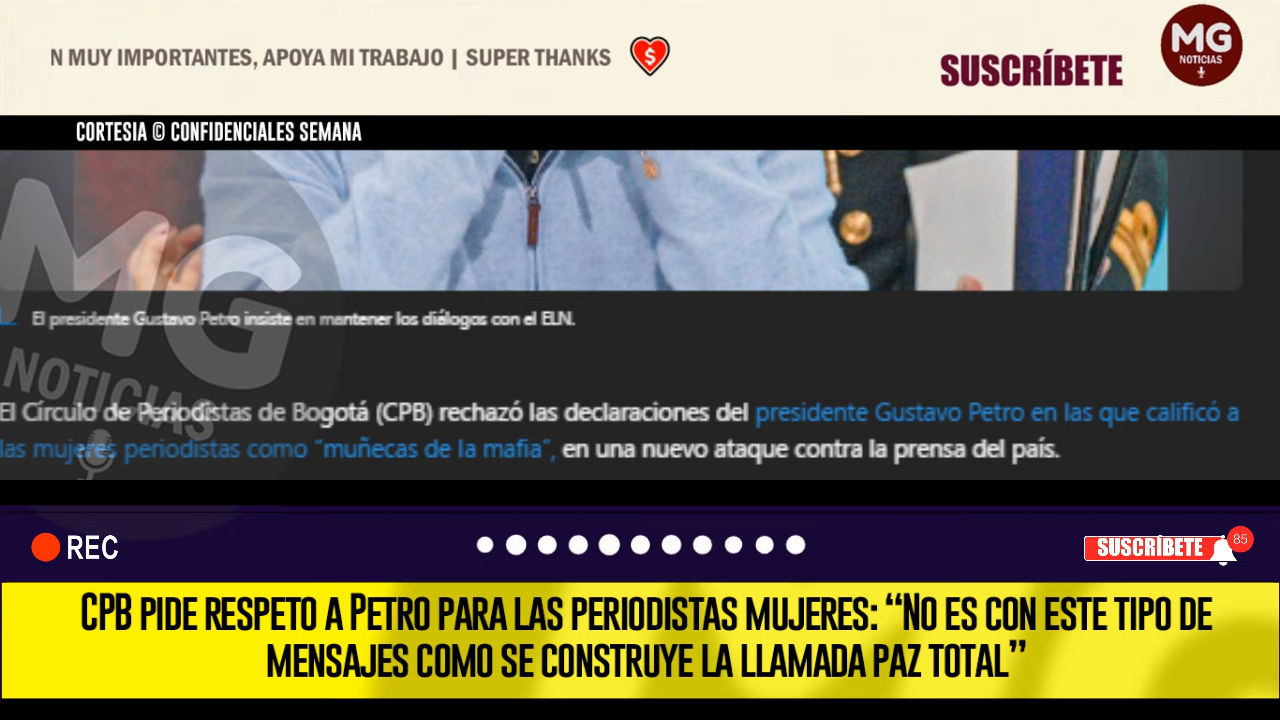 N MUY IMPORTANTES, APOYA MI TRABAJO | SUPER THANKS
$
SUSCRÍBETE
MG
NOTICIAS
CORTESIA © CONFIDENCIALES SEMANA
MG
NOTICIAS
El presidente Gustavo Petro insiste en mantener los diálogos con el ELN.
El Círculo de Periodistas de Bogotá (CPB) rechazó las declaraciones del presidente Gustavo Petro en las que calificó a
las mujeres periodistas como “muñecas de la mafia”, en una nuevo ataque contra la prensa del país.
REC
SUSCRÍBETE
85
CPB PIDE RESPETO A PETRO PARA LAS PERIODISTAS MUJERES: “NO ES CON ESTE TIPO DE
MENSAJES COMO SE CONSTRUYE LA LLAMADA PAZ TOTAL”